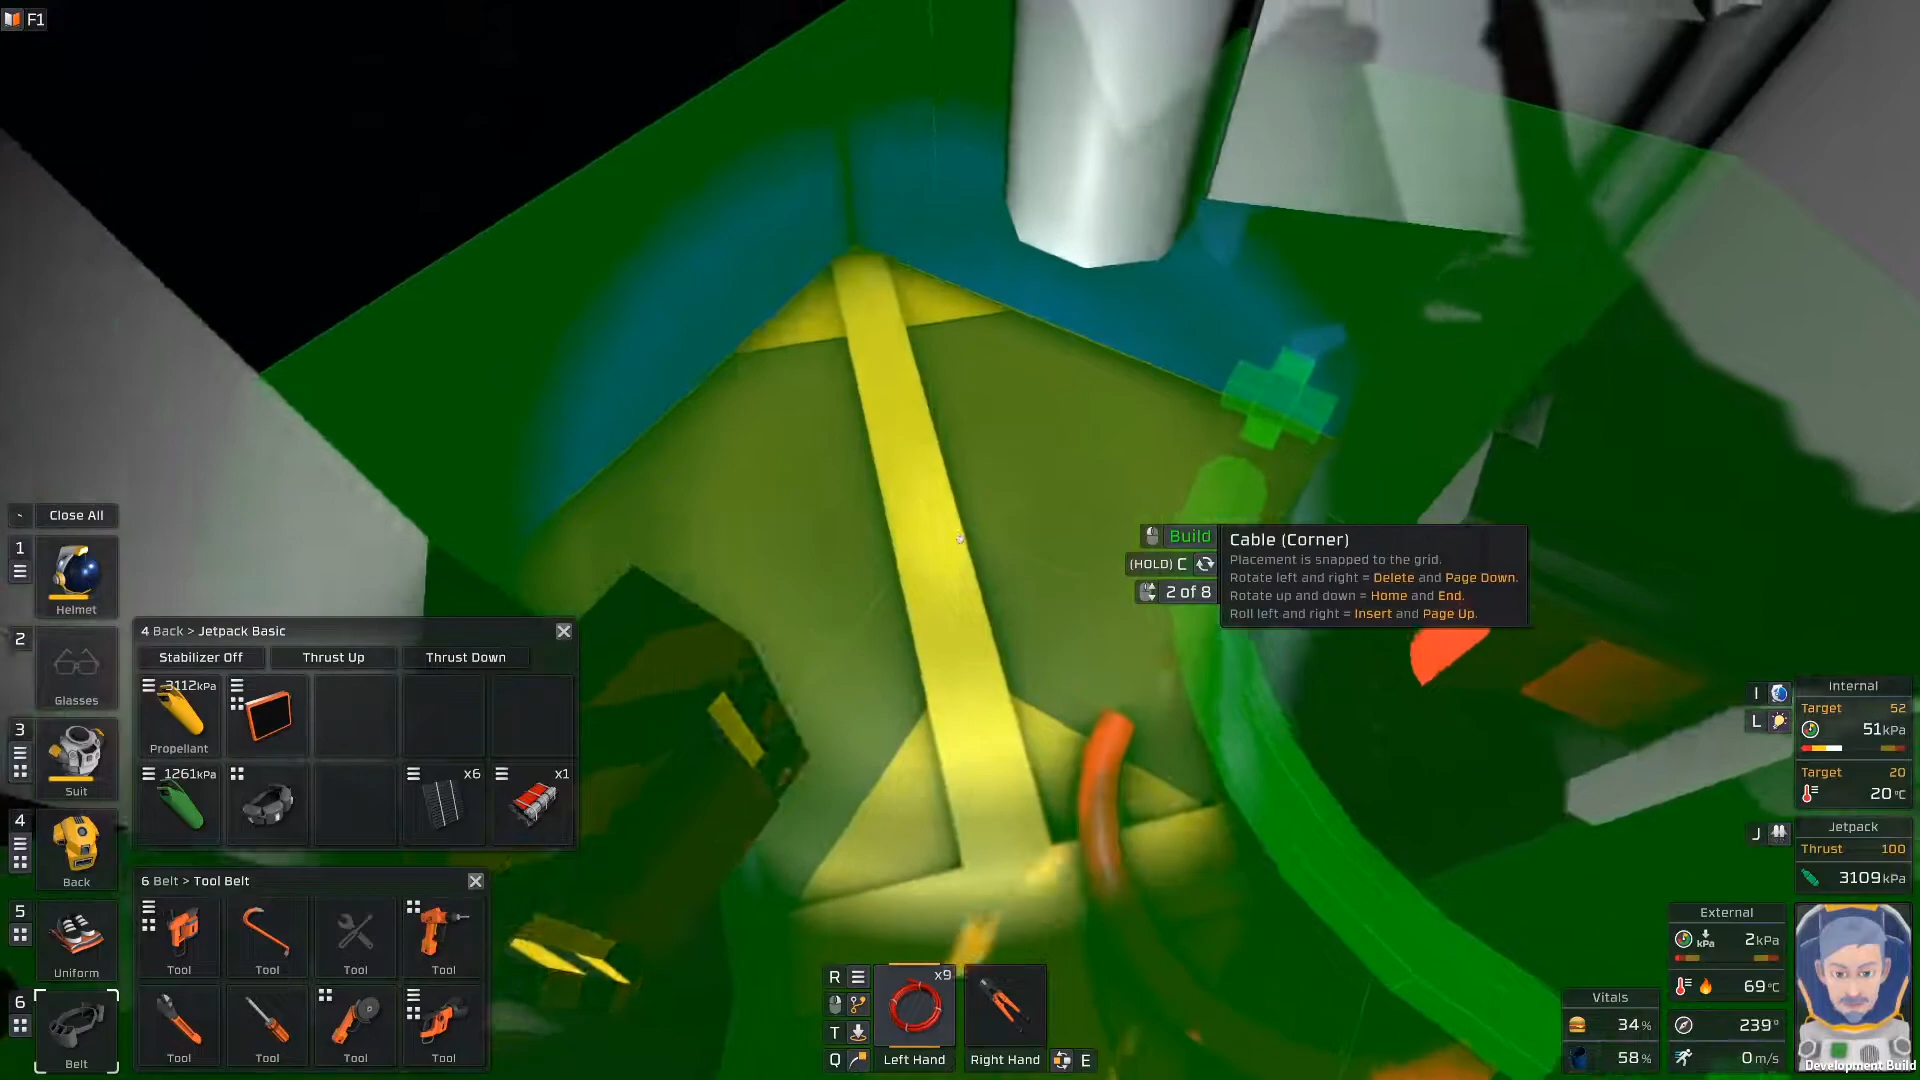 F1
Build
Cable (Corner)
Placement is snapped to the grid.
(HOLD) C
Rotate left and right = Delete and Page Down.
2 of 8
Rotate up and down = Home and End.
Roll left and right = Insert and Page Up.
Close All
1
Helmet
2
Glasses
3
Suit
4
Back
5
Uniform
6
Belt
4 Back > Jetpack Basic
Stabilizer Off
Thrust Up
Thrust Down
3112kPa
Propellant
1261kPa
x6
x1
6 Belt > Tool Belt
Tool
Tool
Tool
Tool
Tool
Tool
Tool
Tool
R
x9
T
Q
Left Hand
Right Hand
E
Internal
I
Target 52
L
51kPa
Target 20
20°C
Jetpack
J
Thrust 100
3109kPa
External
kPa
2kPa
69°C
Vitals
34%
239°
58%
0m/s
Development Build